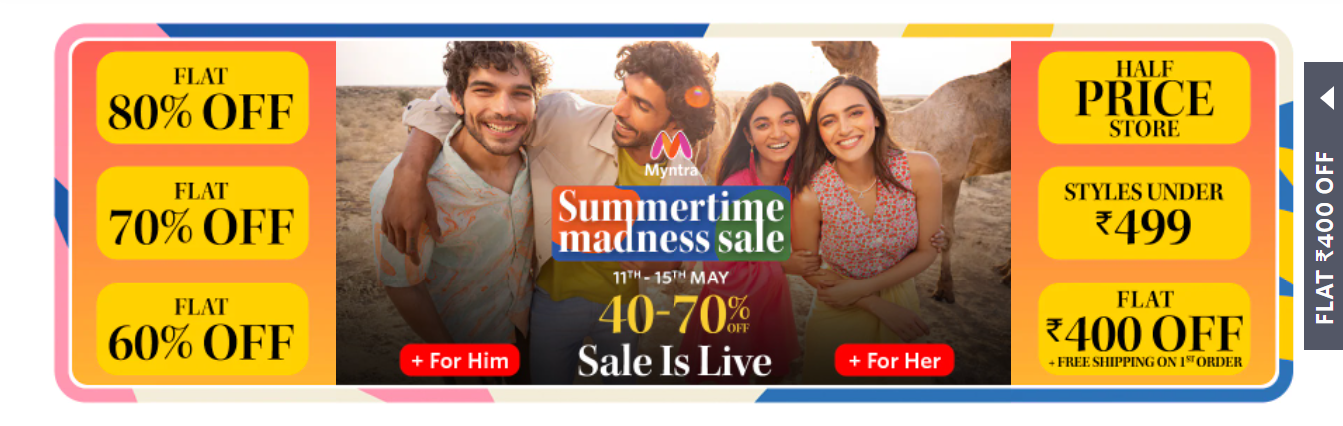 FLAT
80% OFF
FLAT
70% OFF
FLAT
60% OFF
Myntra
Summertime
madness sale
11TH - 15TH MAY
40-70% OFF
Sale Is Live
+ For Him
+ For Her
HALF
PRICE
STORE
STYLES UNDER
₹499
FLAT
₹400 OFF
+ FREE SHIPPING ON 1ST ORDER
FLAT ₹400 OFF